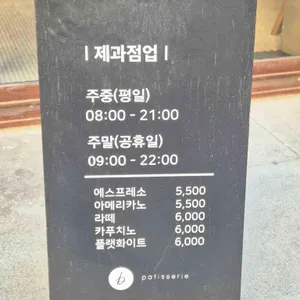 | 제과점업 |
주중(평일)
08:00 - 21:00
주말(공휴일)
09:00 - 22:00
에스프레소 5,500
아메리카노 5,500
라떼 6,000
카푸치노 6,000
플랫화이트 6,000
b patisserie